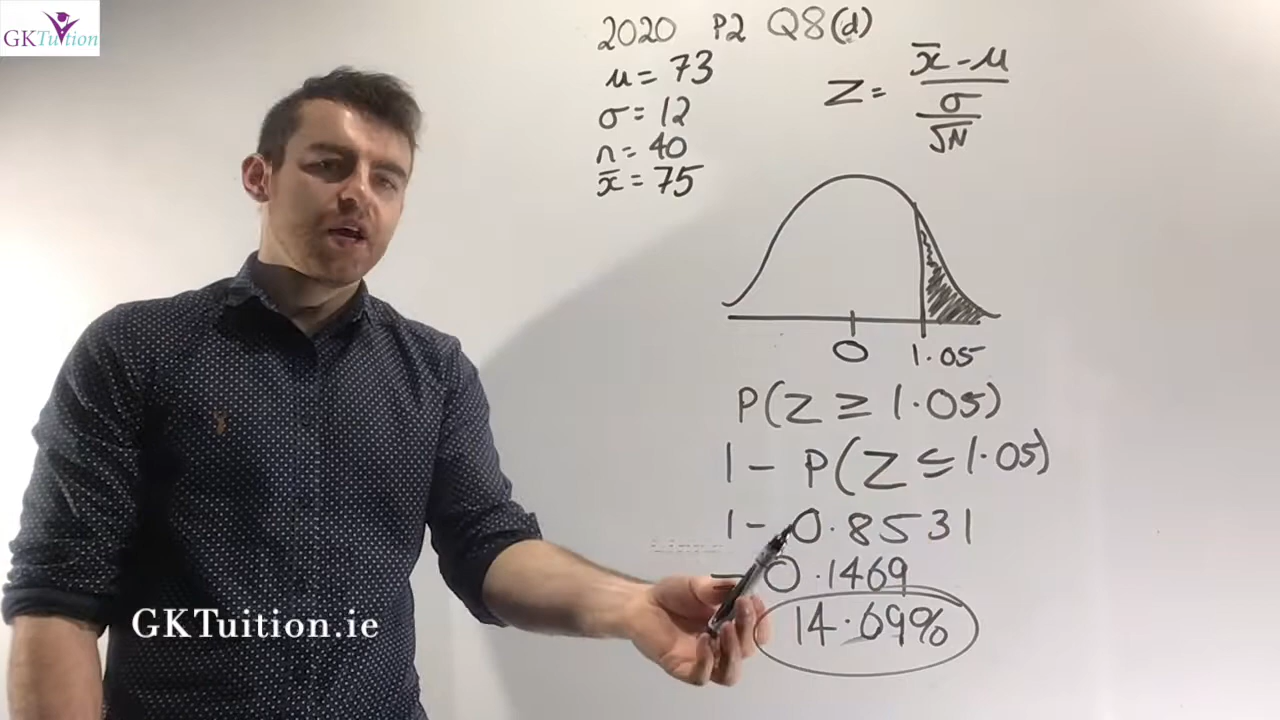 GKTuition
2020 P2 Q8(d)
μ = 73
σ = 12
n = 40
x̄ = 75
Z = (x̄ - μ) / (σ / √N)
0 1.05
P(Z ≥ 1.05)
1 - P(Z ≤ 1.05)
1 - 0.8531
= 0.1469
14.69%
GKTuition.ie